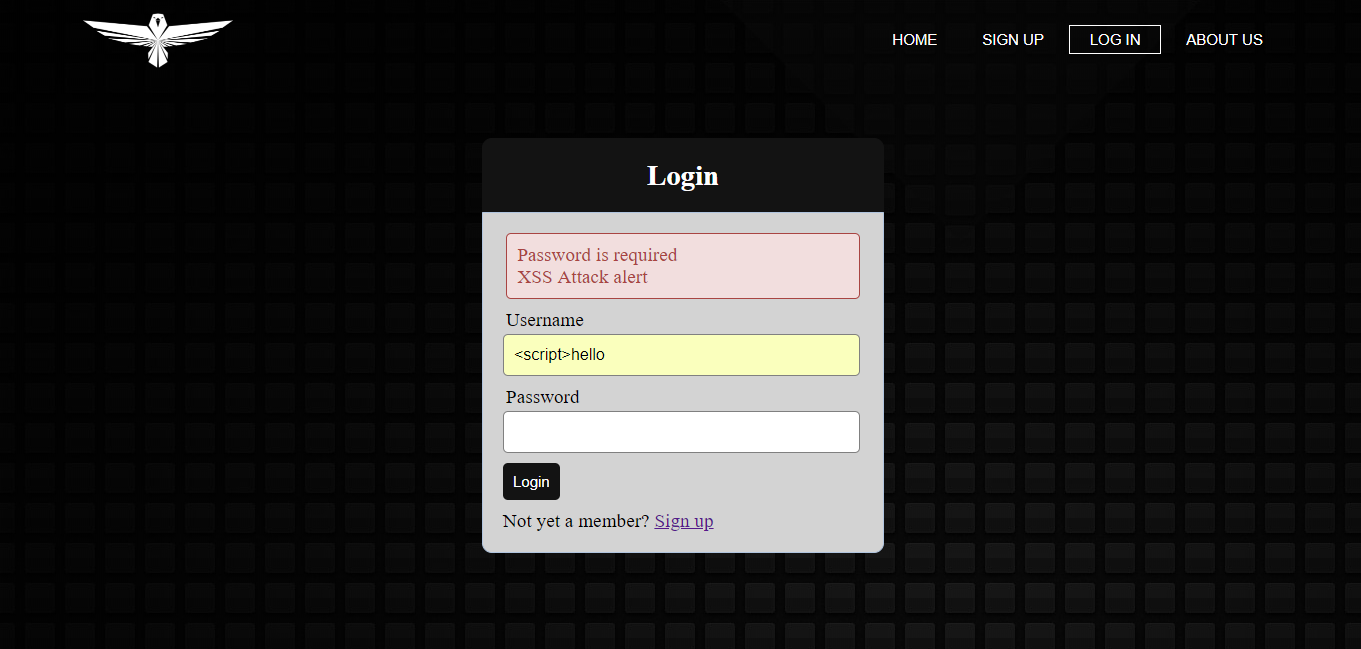 HOME SIGN UP LOG IN ABOUT US
Login
Password is required
XSS Attack alert
Username
<script>hello
Password
Login
Not yet a member? Sign up